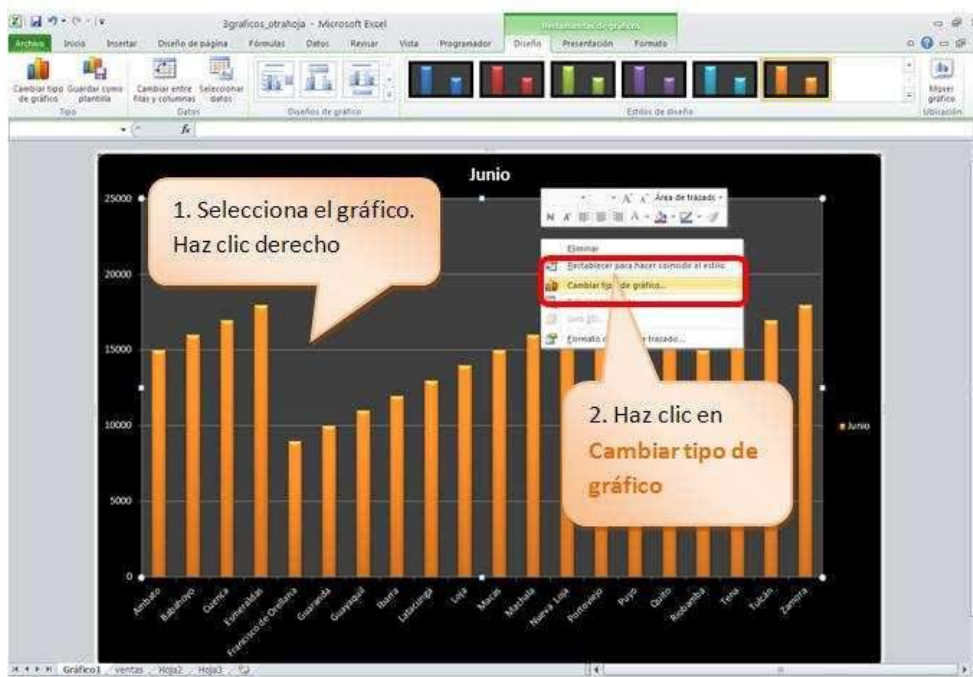 3graficos_otrahoja - Microsoft Excel
Herramientas de gráficos
Archivo Inicio Insertar Diseño de página Fórmulas Datos Revisar Vista Programador Diseño Presentación Formato
Cambiar tipo de gráfico
Guardar como plantilla
Cambiar entre filas y columnas
Seleccionar datos
Mover gráfico
Tipo Datos Diseños de gráfico Estilos de diseño Ubicación
fx
Junio
25000
20000
15000
10000
5000
0
1. Selecciona el gráfico.
Haz clic derecho
Área de trazado
N K
A
Eliminar
Restablecer para hacer coincidir el estilo
Cambiar tipo de gráfico...
Giro 3D...
Formato
trazado...
2. Haz clic en
Cambiar tipo de
gráfico
Junio
Ambato
Babahoyo
Cuenca
Esmeraldas
Francisco de Orellana
Guaranda
Guayaquil
Ibarra
Latacunga
Loja
Macas
Machala
Nueva Loja
Portoviejo
Puyo
Quito
Riobamba
Tena
Tulcán
Zamora
Gráfico1 ventas Hoja2 Hoja3